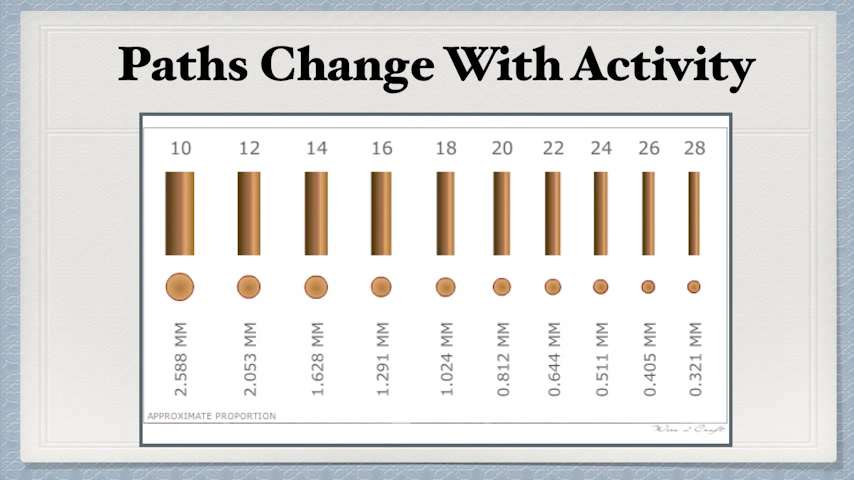 Paths Change With Activity
10 12 14 16 18 20 22 24 26 28
2.588 MM 2.053 MM 1.628 MM 1.291 MM 1.024 MM 0.812 MM 0.644 MM 0.511 MM 0.405 MM 0.321 MM
APPROXIMATE PROPORTION